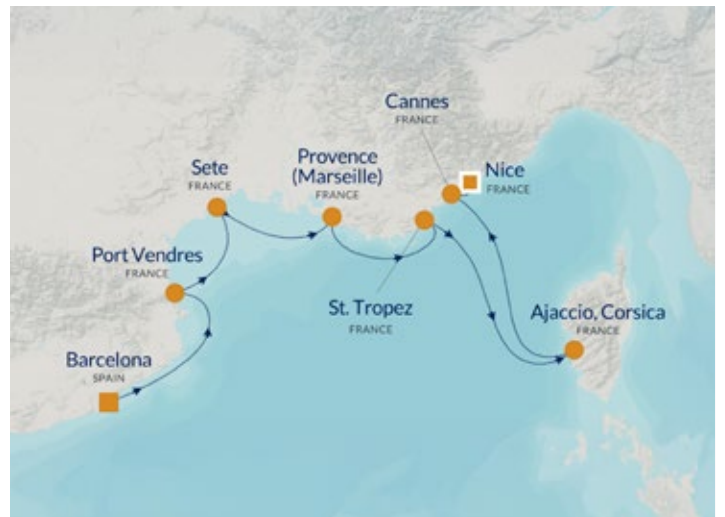 Cannes
FRANCE
Sete
FRANCE
Provence
(Marseille)
FRANCE
Nice
FRANCE
Port Vendres
FRANCE
St. Tropez
FRANCE
Ajaccio, Corsica
FRANCE
Barcelona
SPAIN